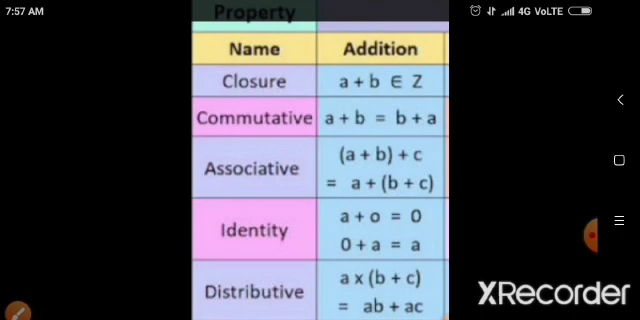 7:57 AM
4G VoLTE
Property
Name Addition
Closure a + b ∈ Z
Commutative a + b = b + a
Associative (a + b) + c
= a + (b + c)
Identity a + o = 0
0 + a = a
Distributive a x (b + c)
= ab + ac
XRecorder